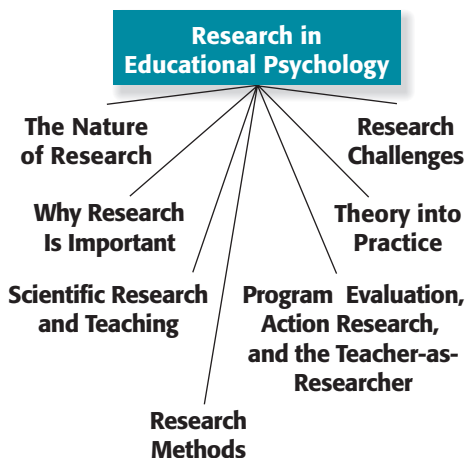 Research in
Educational Psychology
The Nature
of Research
Research
Challenges
Why Research
Is Important
Theory into
Practice
Scientific Research
and Teaching
Program Evaluation,
Action Research,
and the Teacher-as-
Researcher
Research
Methods